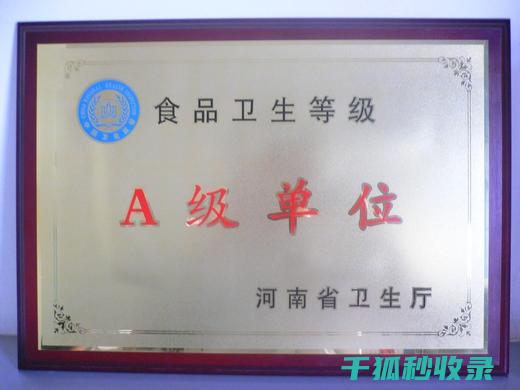 食品卫生等级
A级单位
河南省卫生厅
千狐秒收录